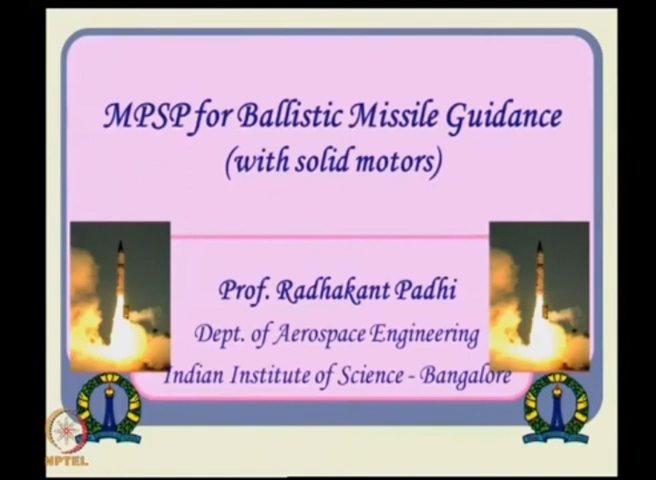 MPSP for Ballistic Missile Guidance
(with solid motors)
Prof. Radhakant Padhi
Dept. of Aerospace Engineering
Indian Institute of Science - Bangalore
NPTEL